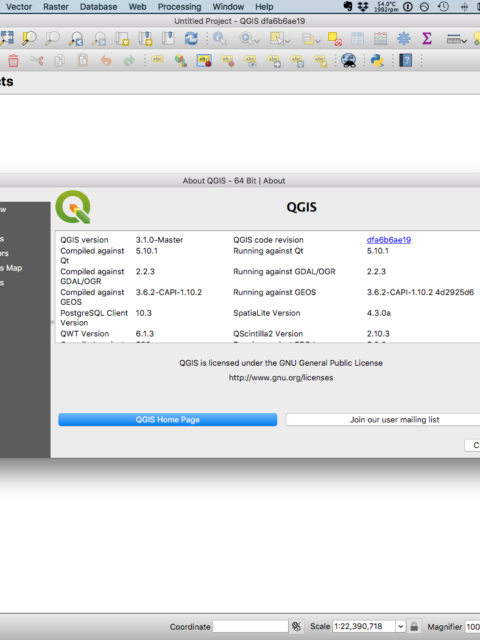 Vector Raster Database Web Processing Window Help 54.0°C 1992rpm
Untitled Project - QGIS dfa6b6ae19
cts
About QGIS - 64 Bit | About
QGIS
w
s
ors
s Map
s
QGIS version 3.1.0-Master QGIS code revision dfa6b6ae19
Compiled against Qt 5.10.1 Running against Qt 5.10.1
Compiled against GDAL/OGR 2.2.3 Running against GDAL/OGR 2.2.3
Compiled against GEOS 3.6.2-CAPI-1.10.2 Running against GEOS 3.6.2-CAPI-1.10.2 4d2925d6
PostgreSQL Client Version 10.3 SpatiaLite Version 4.3.0a
QWT Version 6.1.3 QScintilla2 Version 2.10.3
QGIS is licensed under the GNU General Public License
http://www.gnu.org/licenses
QGIS Home Page Join our user mailing list
C
Coordinate Scale 1:22,390,718 Magnifier 100